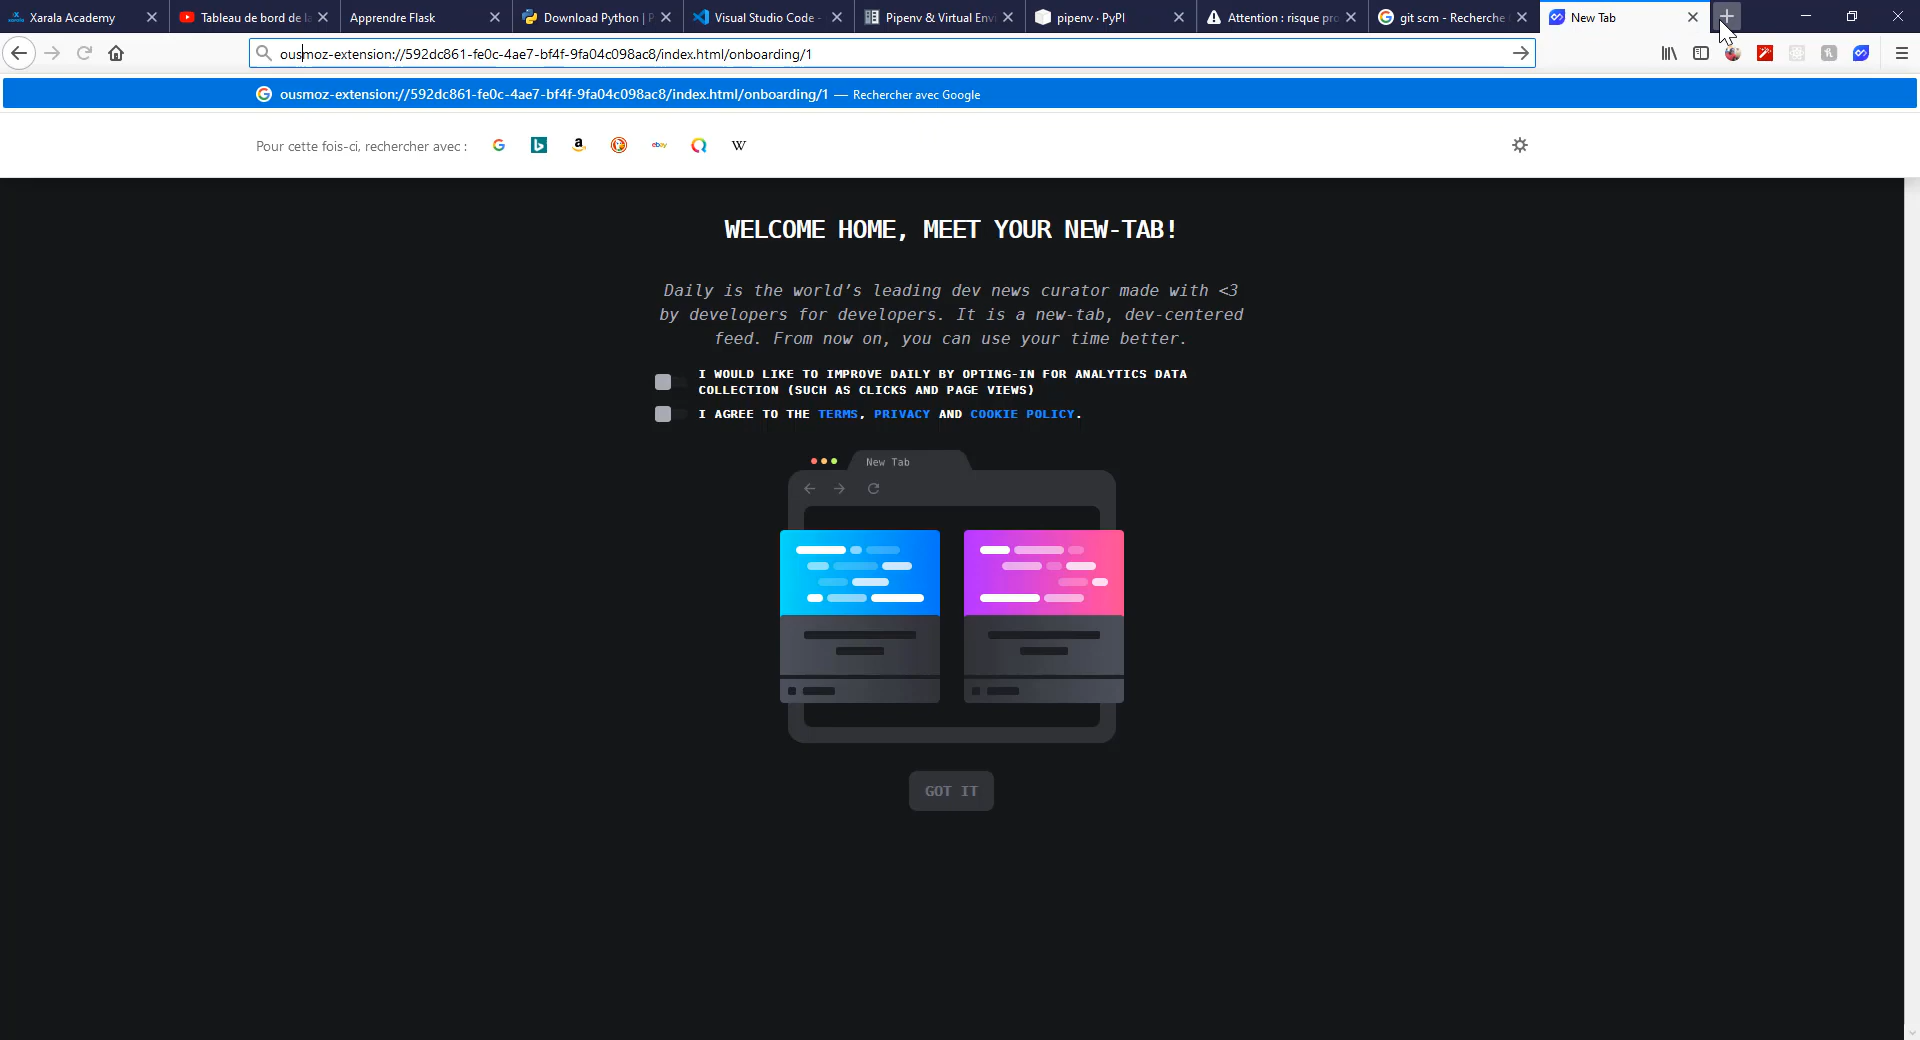 Xarala Academy
Tableau de bord de la
Apprendre Flask
Download Python | P
Visual Studio Code -
Pipenv & Virtual Envi
pipenv · PyPI
Attention : risque pro
git scm - Recherche
New Tab
ousmoz-extension://592dc861-fe0c-4ae7-bf4f-9fa04c098ac8/index.html/onboarding/1
ousmoz-extension://592dc861-fe0c-4ae7-bf4f-9fa04c098ac8/index.html/onboarding/1 — Rechercher avec Google
Pour cette fois-ci, rechercher avec :
ebay
WELCOME HOME, MEET YOUR NEW-TAB!
Daily is the world’s leading dev news curator made with <3
by developers for developers. It is a new-tab, dev-centered
feed. From now on, you can use your time better.
I WOULD LIKE TO IMPROVE DAILY BY OPTING-IN FOR ANALYTICS DATA
COLLECTION (SUCH AS CLICKS AND PAGE VIEWS)
I AGREE TO THE TERMS, PRIVACY AND COOKIE POLICY.
New Tab
GOT IT